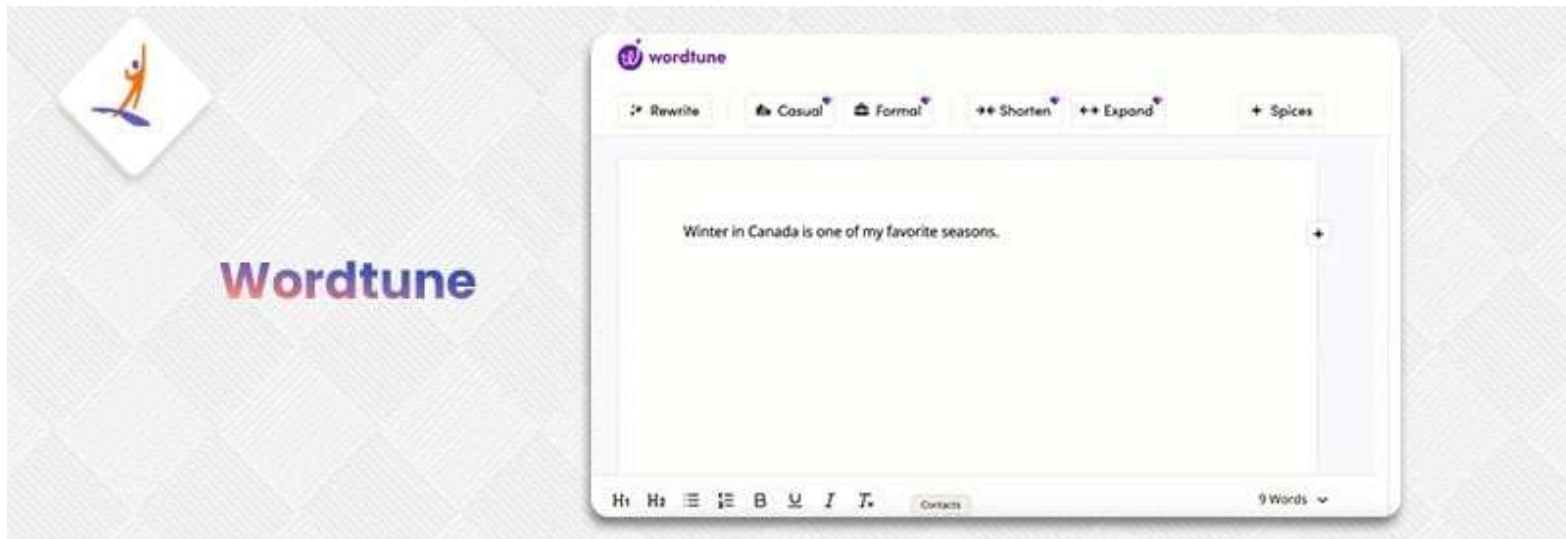 wordtune
Rewrite Casual Formal Shorten Expand Spices
Winter in Canada is one of my favorite seasons.
Wordtune
H1 H2 B U I Tx Contacts 9 Words